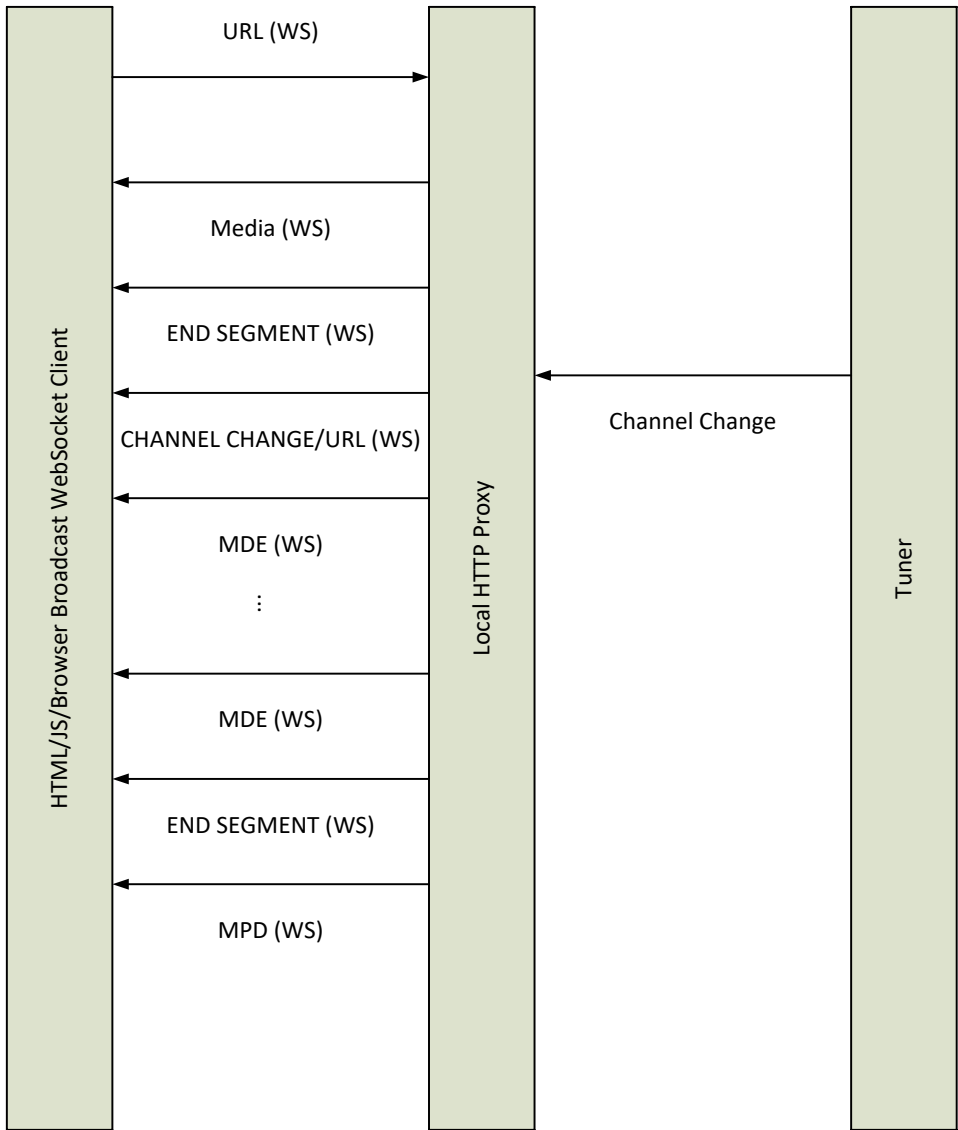 URL (WS)
Media (WS)
END SEGMENT (WS)
CHANNEL CHANGE/URL (WS)
MDE (WS)
...
MDE (WS)
END SEGMENT (WS)
MPD (WS)
Channel Change
HTML/JS/Browser Broadcast WebSocket Client
Local HTTP Proxy
Tuner